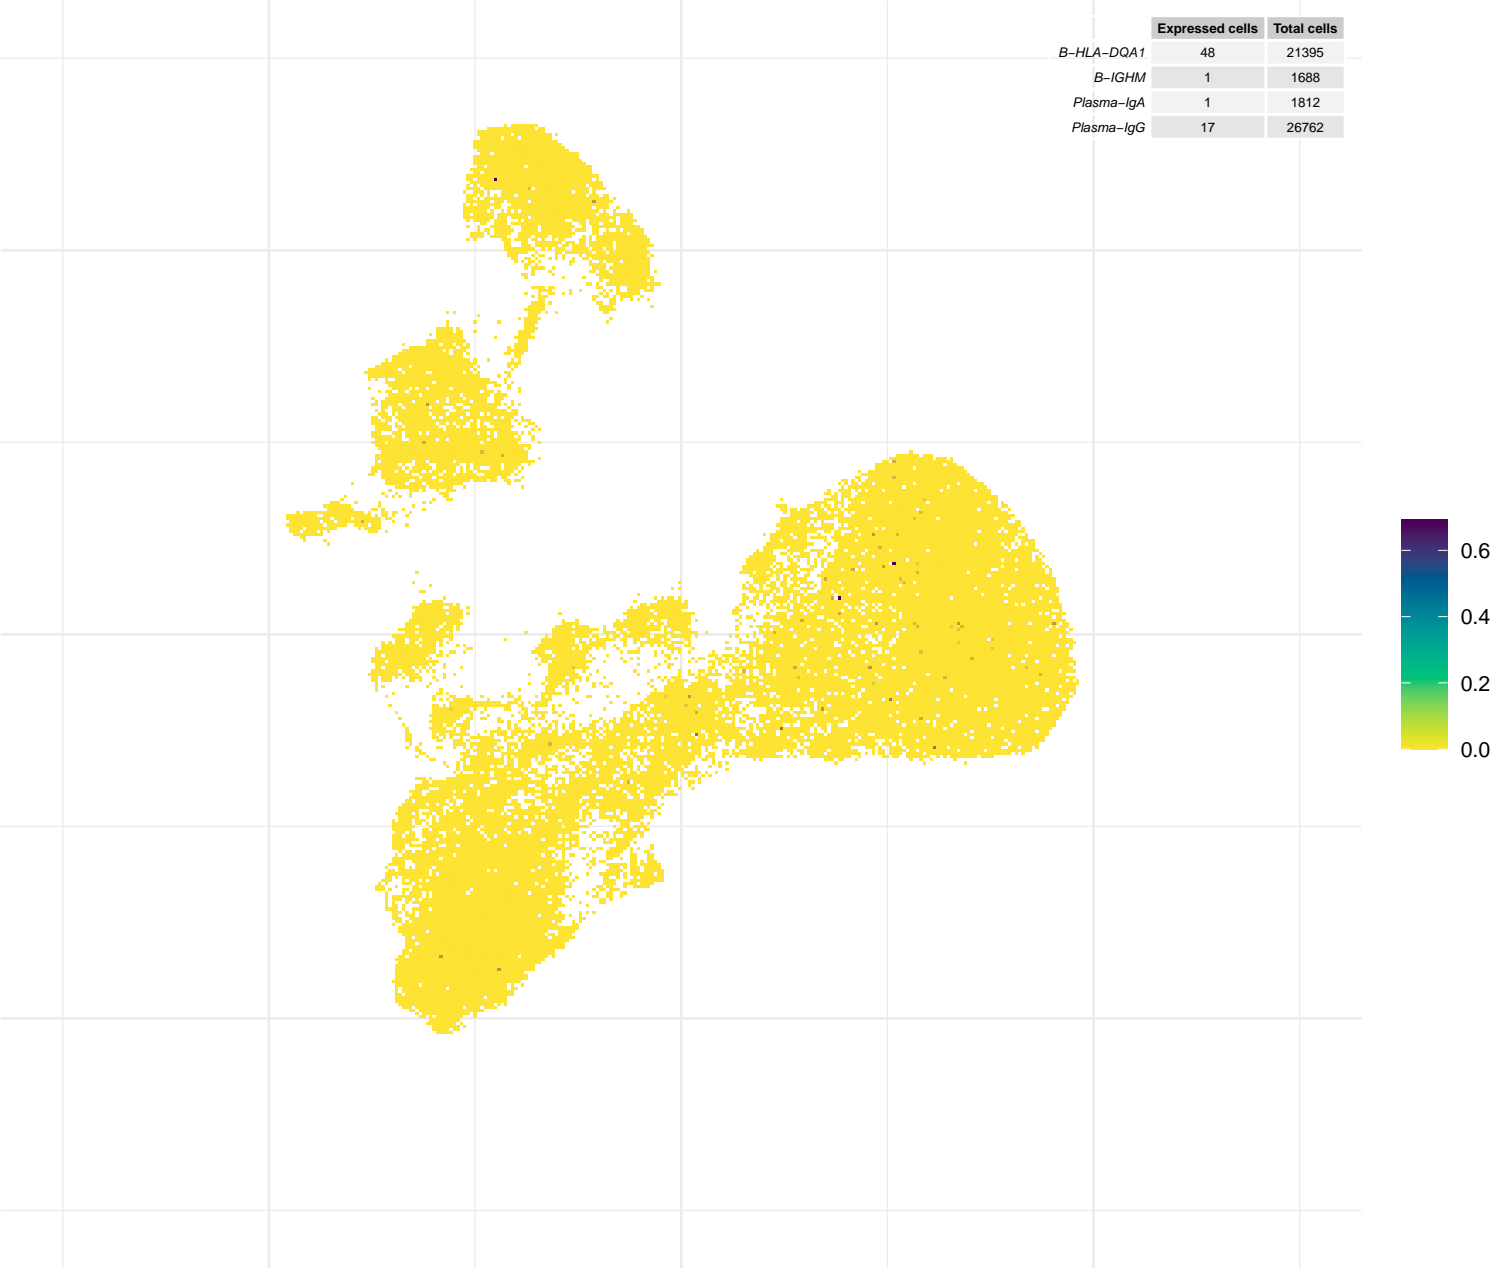 Expressed cells Total cells
B−HLA−DQA1 48 21395
B−IGHM 1 1688
Plasma−IgA 1 1812
Plasma−IgG 17 26762
0.6
0.4
0.2
0.0